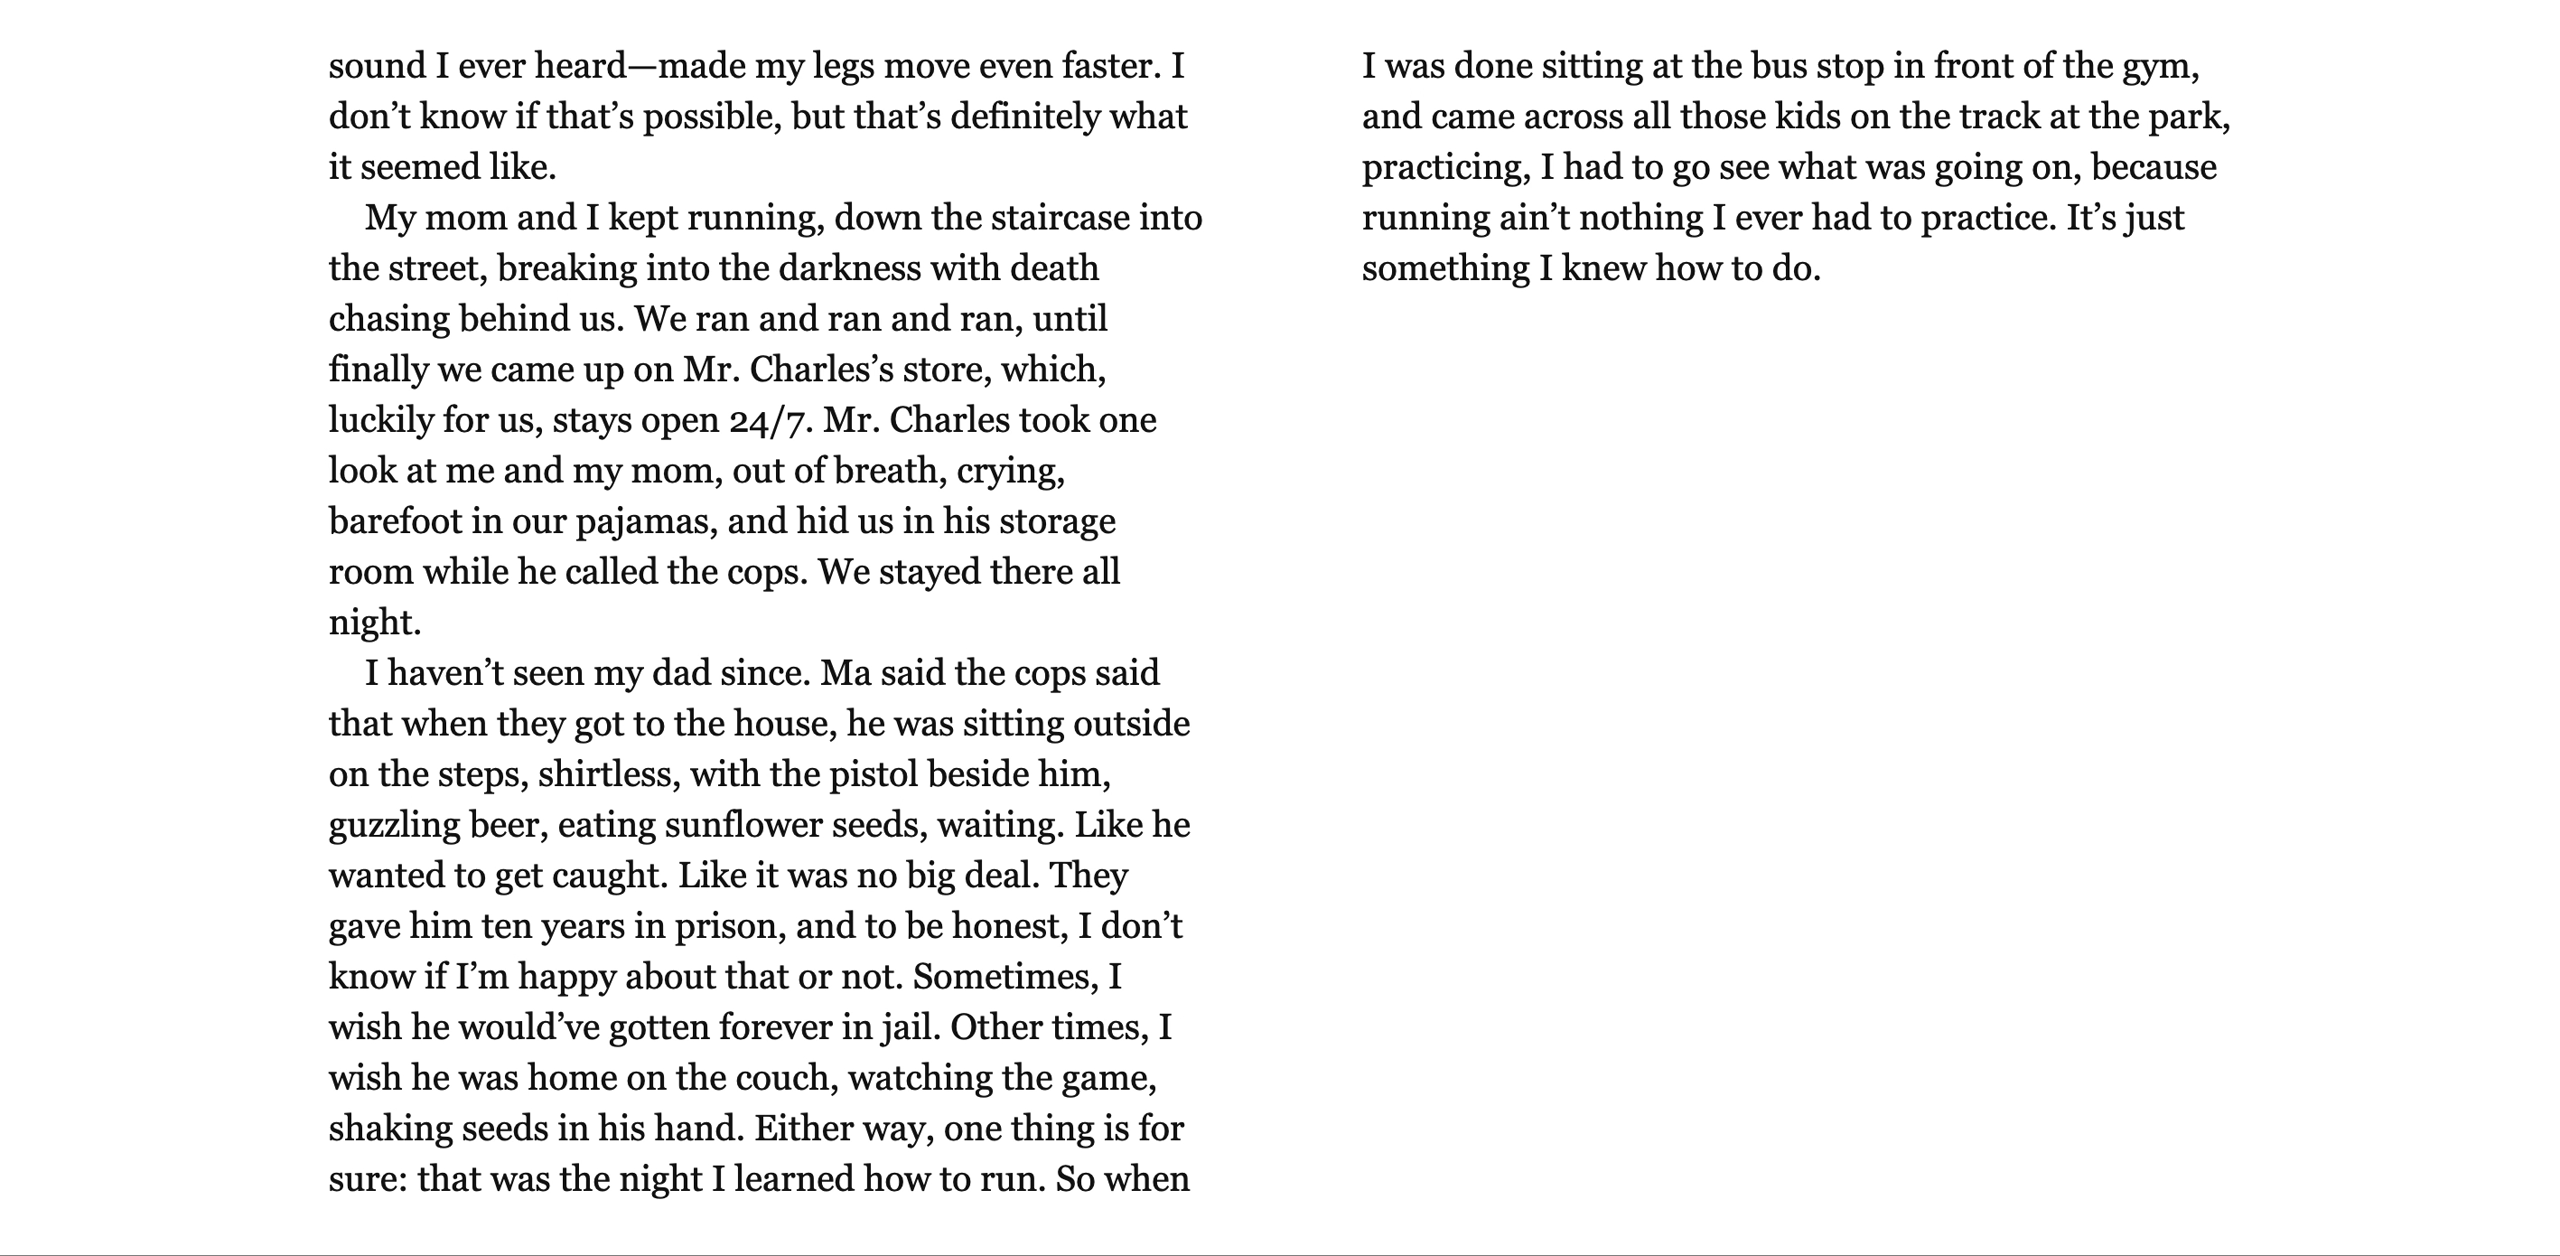 sound I ever heard—made my legs move even faster. I
don’t know if that’s possible, but that’s definitely what
it seemed like.
My mom and I kept running, down the staircase into
the street, breaking into the darkness with death
chasing behind us. We ran and ran and ran, until
finally we came up on Mr. Charles’s store, which,
luckily for us, stays open 24/7. Mr. Charles took one
look at me and my mom, out of breath, crying,
barefoot in our pajamas, and hid us in his storage
room while he called the cops. We stayed there all
night.
I haven’t seen my dad since. Ma said the cops said
that when they got to the house, he was sitting outside
on the steps, shirtless, with the pistol beside him,
guzzling beer, eating sunflower seeds, waiting. Like he
wanted to get caught. Like it was no big deal. They
gave him ten years in prison, and to be honest, I don’t
know if I’m happy about that or not. Sometimes, I
wish he would’ve gotten forever in jail. Other times, I
wish he was home on the couch, watching the game,
shaking seeds in his hand. Either way, one thing is for
sure: that was the night I learned how to run. So when
I was done sitting at the bus stop in front of the gym,
and came across all those kids on the track at the park,
practicing, I had to go see what was going on, because
running ain’t nothing I ever had to practice. It’s just
something I knew how to do.